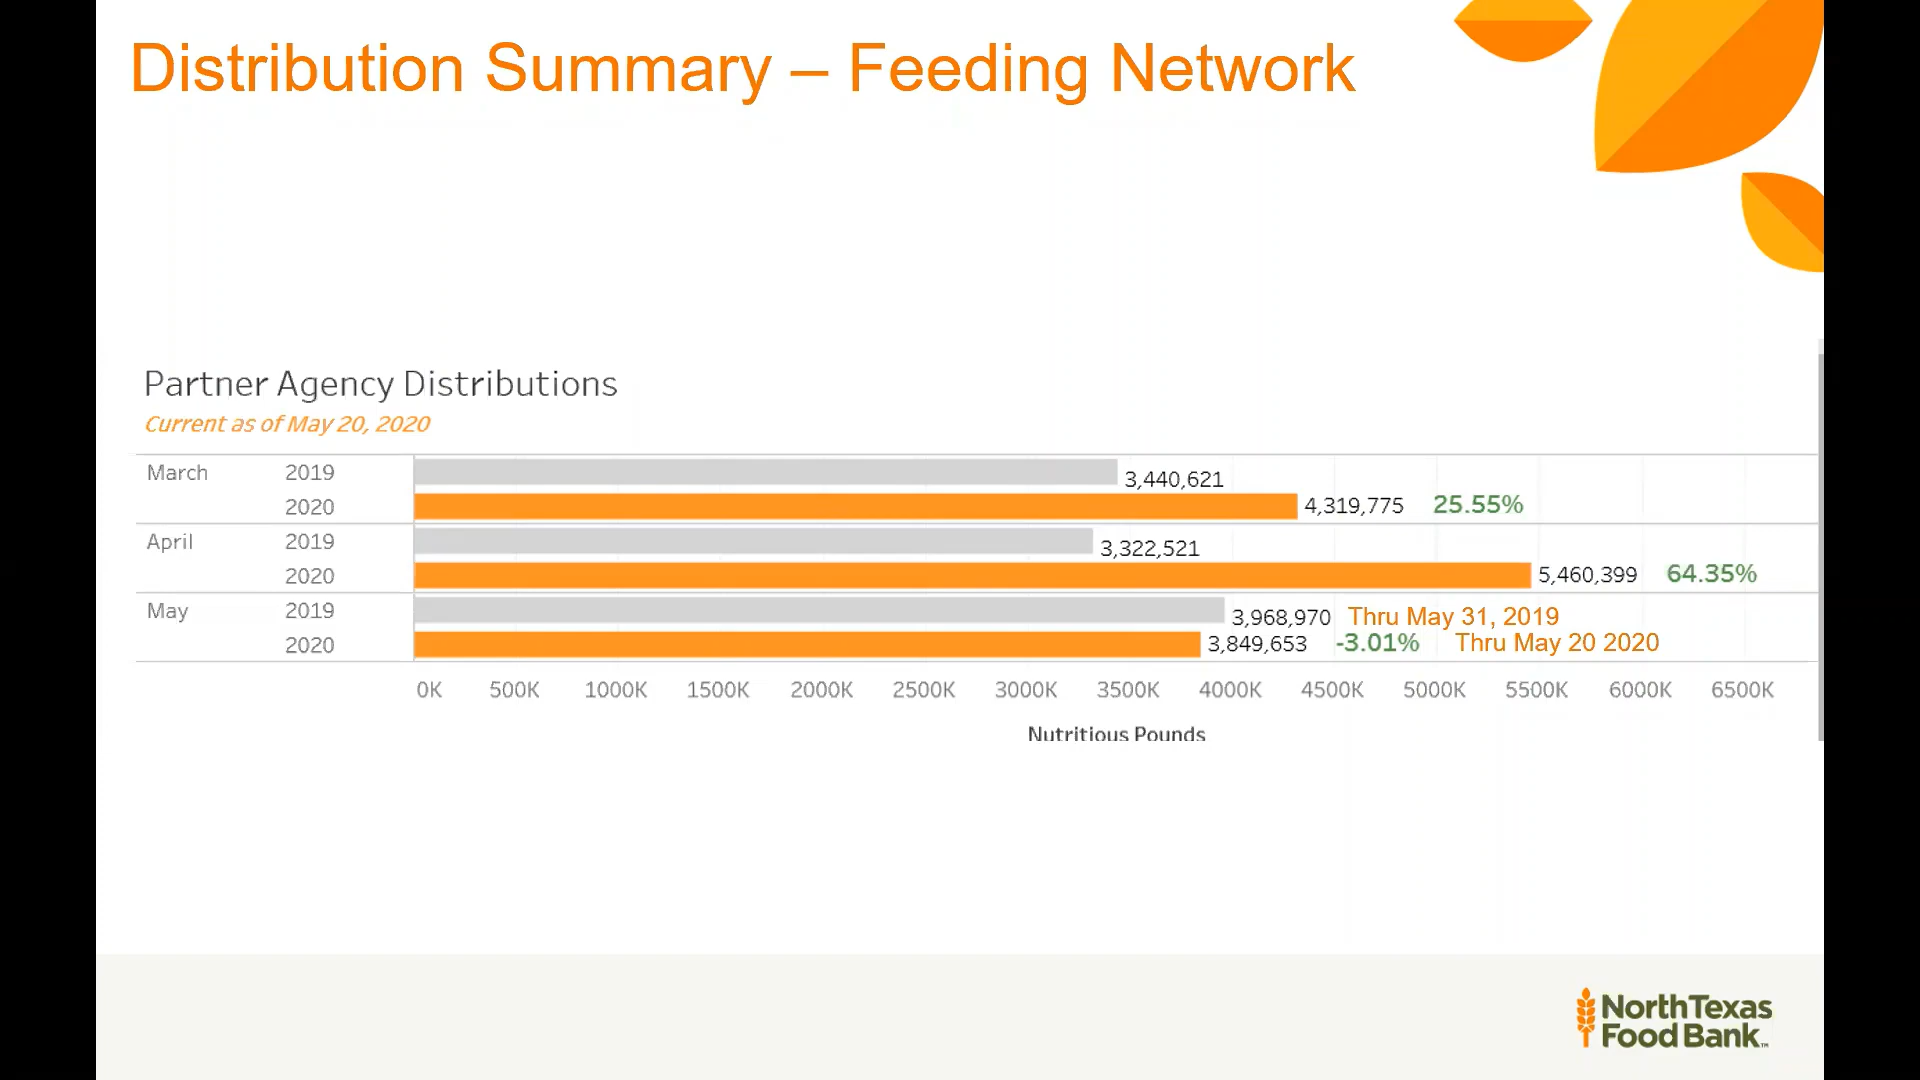 Distribution Summary – Feeding Network
Partner Agency Distributions
Current as of May 20, 2020
March 2019 3,440,621
2020 4,319,775 25.55%
April 2019 3,322,521
2020 5,460,399 64.35%
May 2019 3,968,970 Thru May 31, 2019
2020 3,849,653 -3.01% Thru May 20 2020
0K 500K 1000K 1500K 2000K 2500K 3000K 3500K 4000K 4500K 5000K 5500K 6000K 6500K
Nutritious Pounds
North Texas
Food Bank™